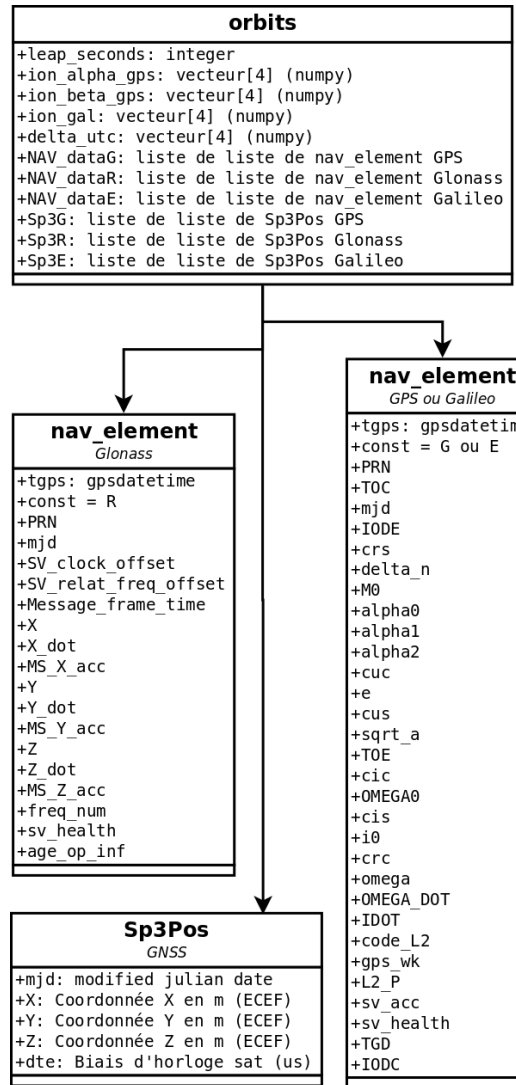 orbits
+leap_seconds: integer
+ion_alpha_gps: vecteur[4] (numpy)
+ion_beta_gps: vecteur[4] (numpy)
+ion_gal: vecteur[4] (numpy)
+delta_utc: vecteur[4] (numpy)
+NAV_dataG: liste de liste de nav_element GPS
+NAV_dataR: liste de liste de nav_element Glonass
+NAV_dataE: liste de liste de nav_element Galileo
+Sp3G: liste de liste de Sp3Pos GPS
+Sp3R: liste de liste de Sp3Pos Glonass
+Sp3E: liste de liste de Sp3Pos Galileo
nav_element
Glonass
+tgps: gpsdatetime
+const = R
+PRN
+mjd
+SV_clock_offset
+SV_relat_freq_offset
+Message_frame_time
+X
+X_dot
+MS_X_acc
+Y
+Y_dot
+MS_Y_acc
+Z
+Z_dot
+MS_Z_acc
+freq_num
+sv_health
+age_op_inf
nav_element
GPS ou Galileo
+tgps: gpsdatetim
+const = G ou E
+PRN
+TOC
+mjd
+IODE
+crs
+delta_n
+M0
+alpha0
+alpha1
+alpha2
+cuc
+e
+cus
+sqrt_a
+TOE
+cic
+OMEGA0
+cis
+i0
+crc
+omega
+OMEGA_DOT
+IDOT
+code_L2
+gps_wk
+L2_P
+sv_acc
+sv_health
+TGD
+IODC
Sp3Pos
GNSS
+mjd: modified julian date
+X: Coordonnée X en m (ECEF)
+Y: Coordonnée Y en m (ECEF)
+Z: Coordonnée Z en m (ECEF)
+dte: Biais d'horloge sat (us)